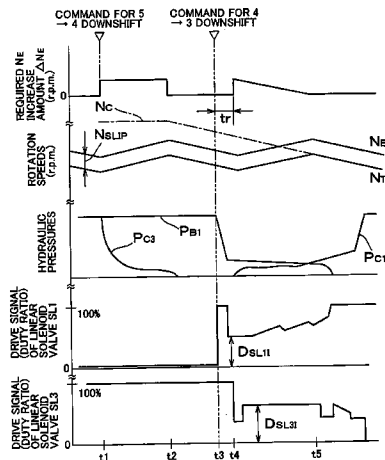 COMMAND FOR 5
→ 4 DOWNSHIFT
COMMAND FOR 4
→ 3 DOWNSHIFT
REQUIRED NE
INCREASE
AMOUNT ΔNE
(r.p.m.)
0
tr
NC
NSLIP
ROTATION
SPEEDS
(r.p.m.)
NE
NT
HYDRAULIC
PRESSURES
PC3
PB1
PC1
DRIVE SIGNAL
(DUTY RATIO)
OF LINEAR
SOLENOID
VALVE SL1
100%
0
DSL1I
DRIVE SIGNAL
(DUTY RATIO)
OF LINEAR
SOLENOID
VALVE SL3
100%
0
DSL3I
t1
t2
t3
t4
t5